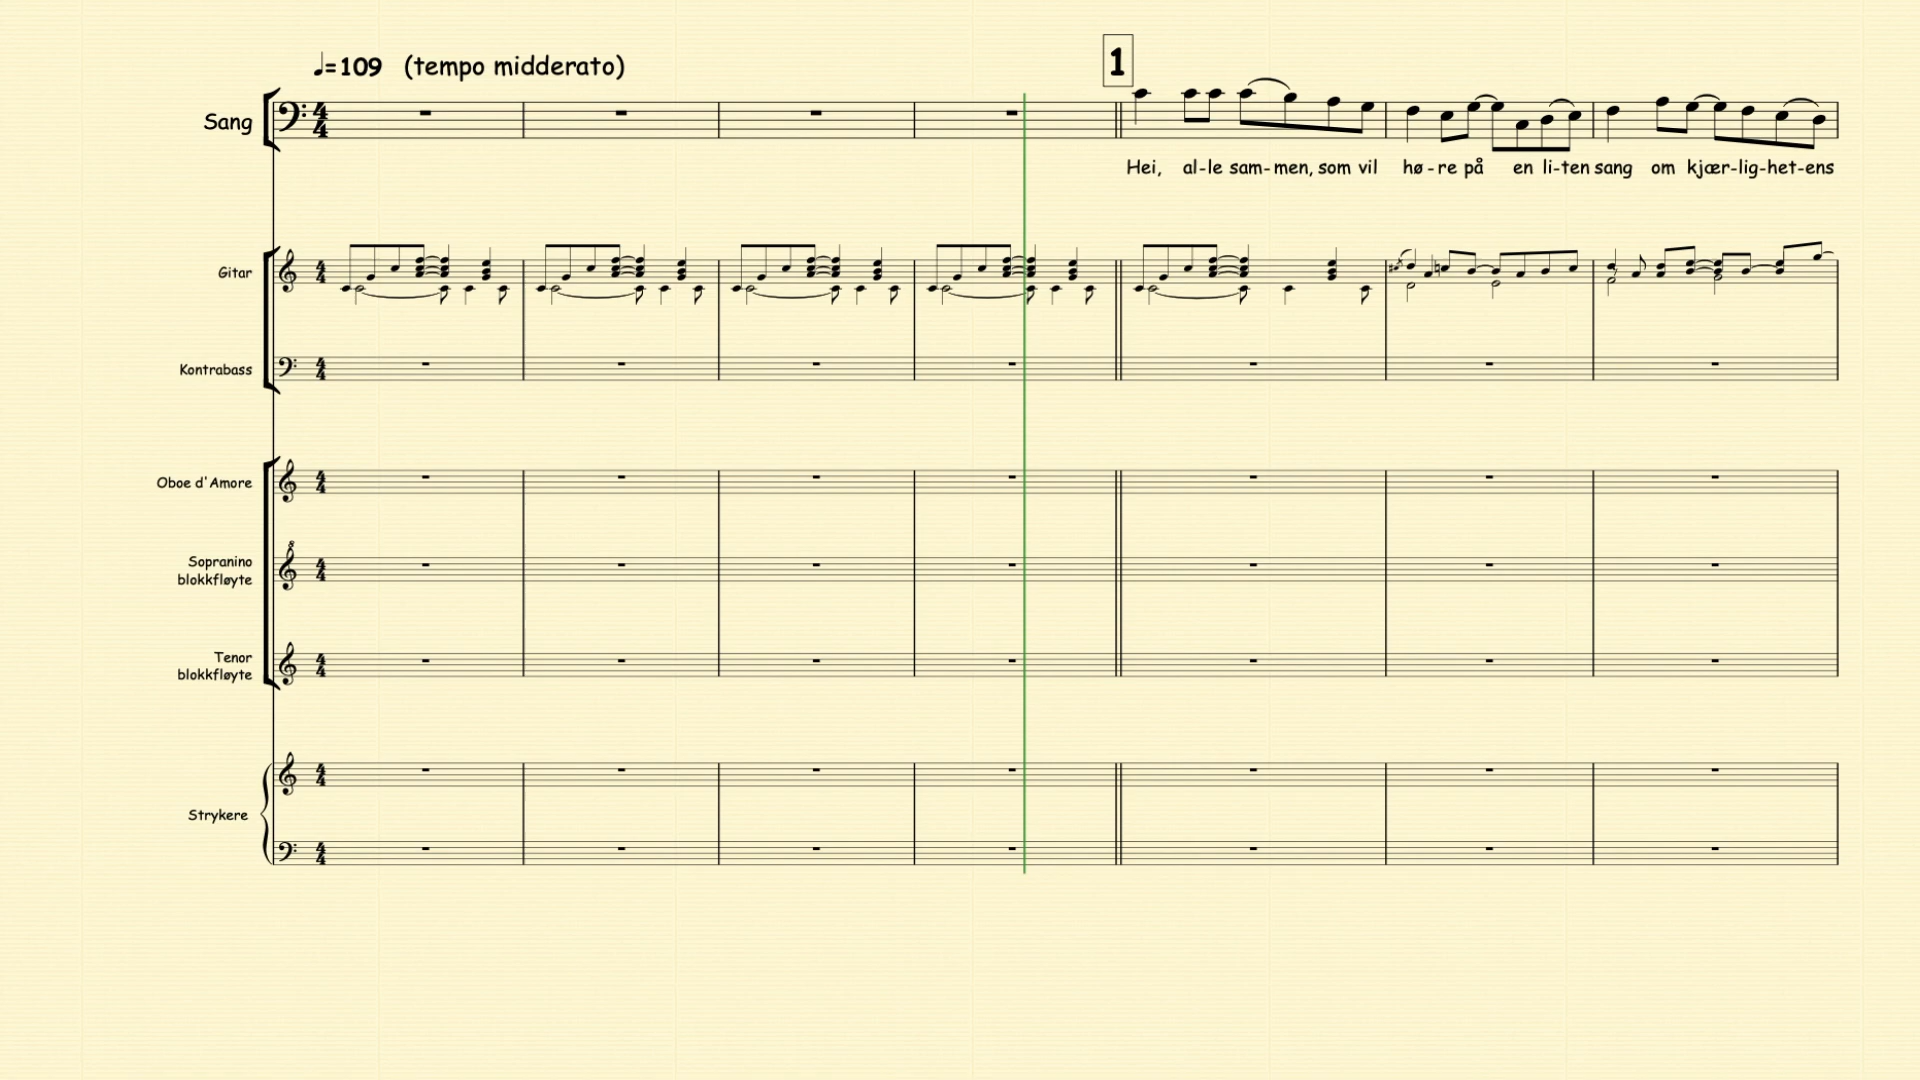 ♩=109 (tempo midderato)
1
Sang
Hei, al-le sam-men, som vil hø-re på en li-ten sang om kjær-lig-het-ens
Gitar
Kontrabass
Oboe d'Amore
Sopranino
blokkfløyte
Tenor
blokkfløyte
Strykere